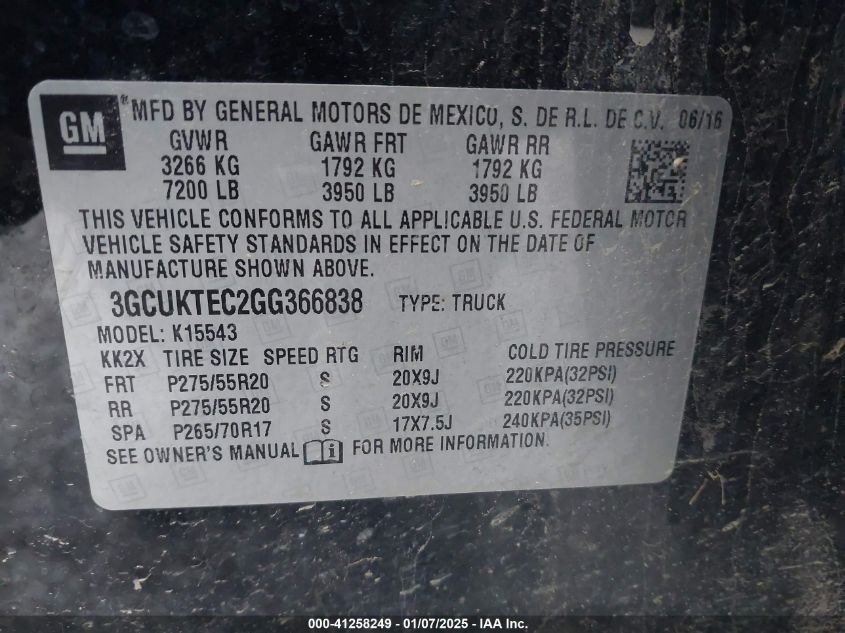 GM
® MFD BY GENERAL MOTORS DE MEXICO, S. DE R.L. DE C.V. 06/16
GVWR GAWR FRT GAWR RR
3266 KG 1792 KG 1792 KG
7200 LB 3950 LB 3950 LB
THIS VEHICLE CONFORMS TO ALL APPLICABLE U.S. FEDERAL MOTOR
VEHICLE SAFETY STANDARDS IN EFFECT ON THE DATE OF
MANUFACTURE SHOWN ABOVE.
3GCUKTEC2GG366838 TYPE: TRUCK
MODEL: K15543
KK2X TIRE SIZE SPEED RTG RIM COLD TIRE PRESSURE
FRT P275/55R20 S 20X9J 220KPA(32PSI)
RR P275/55R20 S 20X9J 220KPA(32PSI)
SPA P265/70R17 S 17X7.5J 240KPA(35PSI)
SEE OWNER'S MANUAL i FOR MORE INFORMATION.
000-41258249 - 01/07/2025 - IAA Inc.